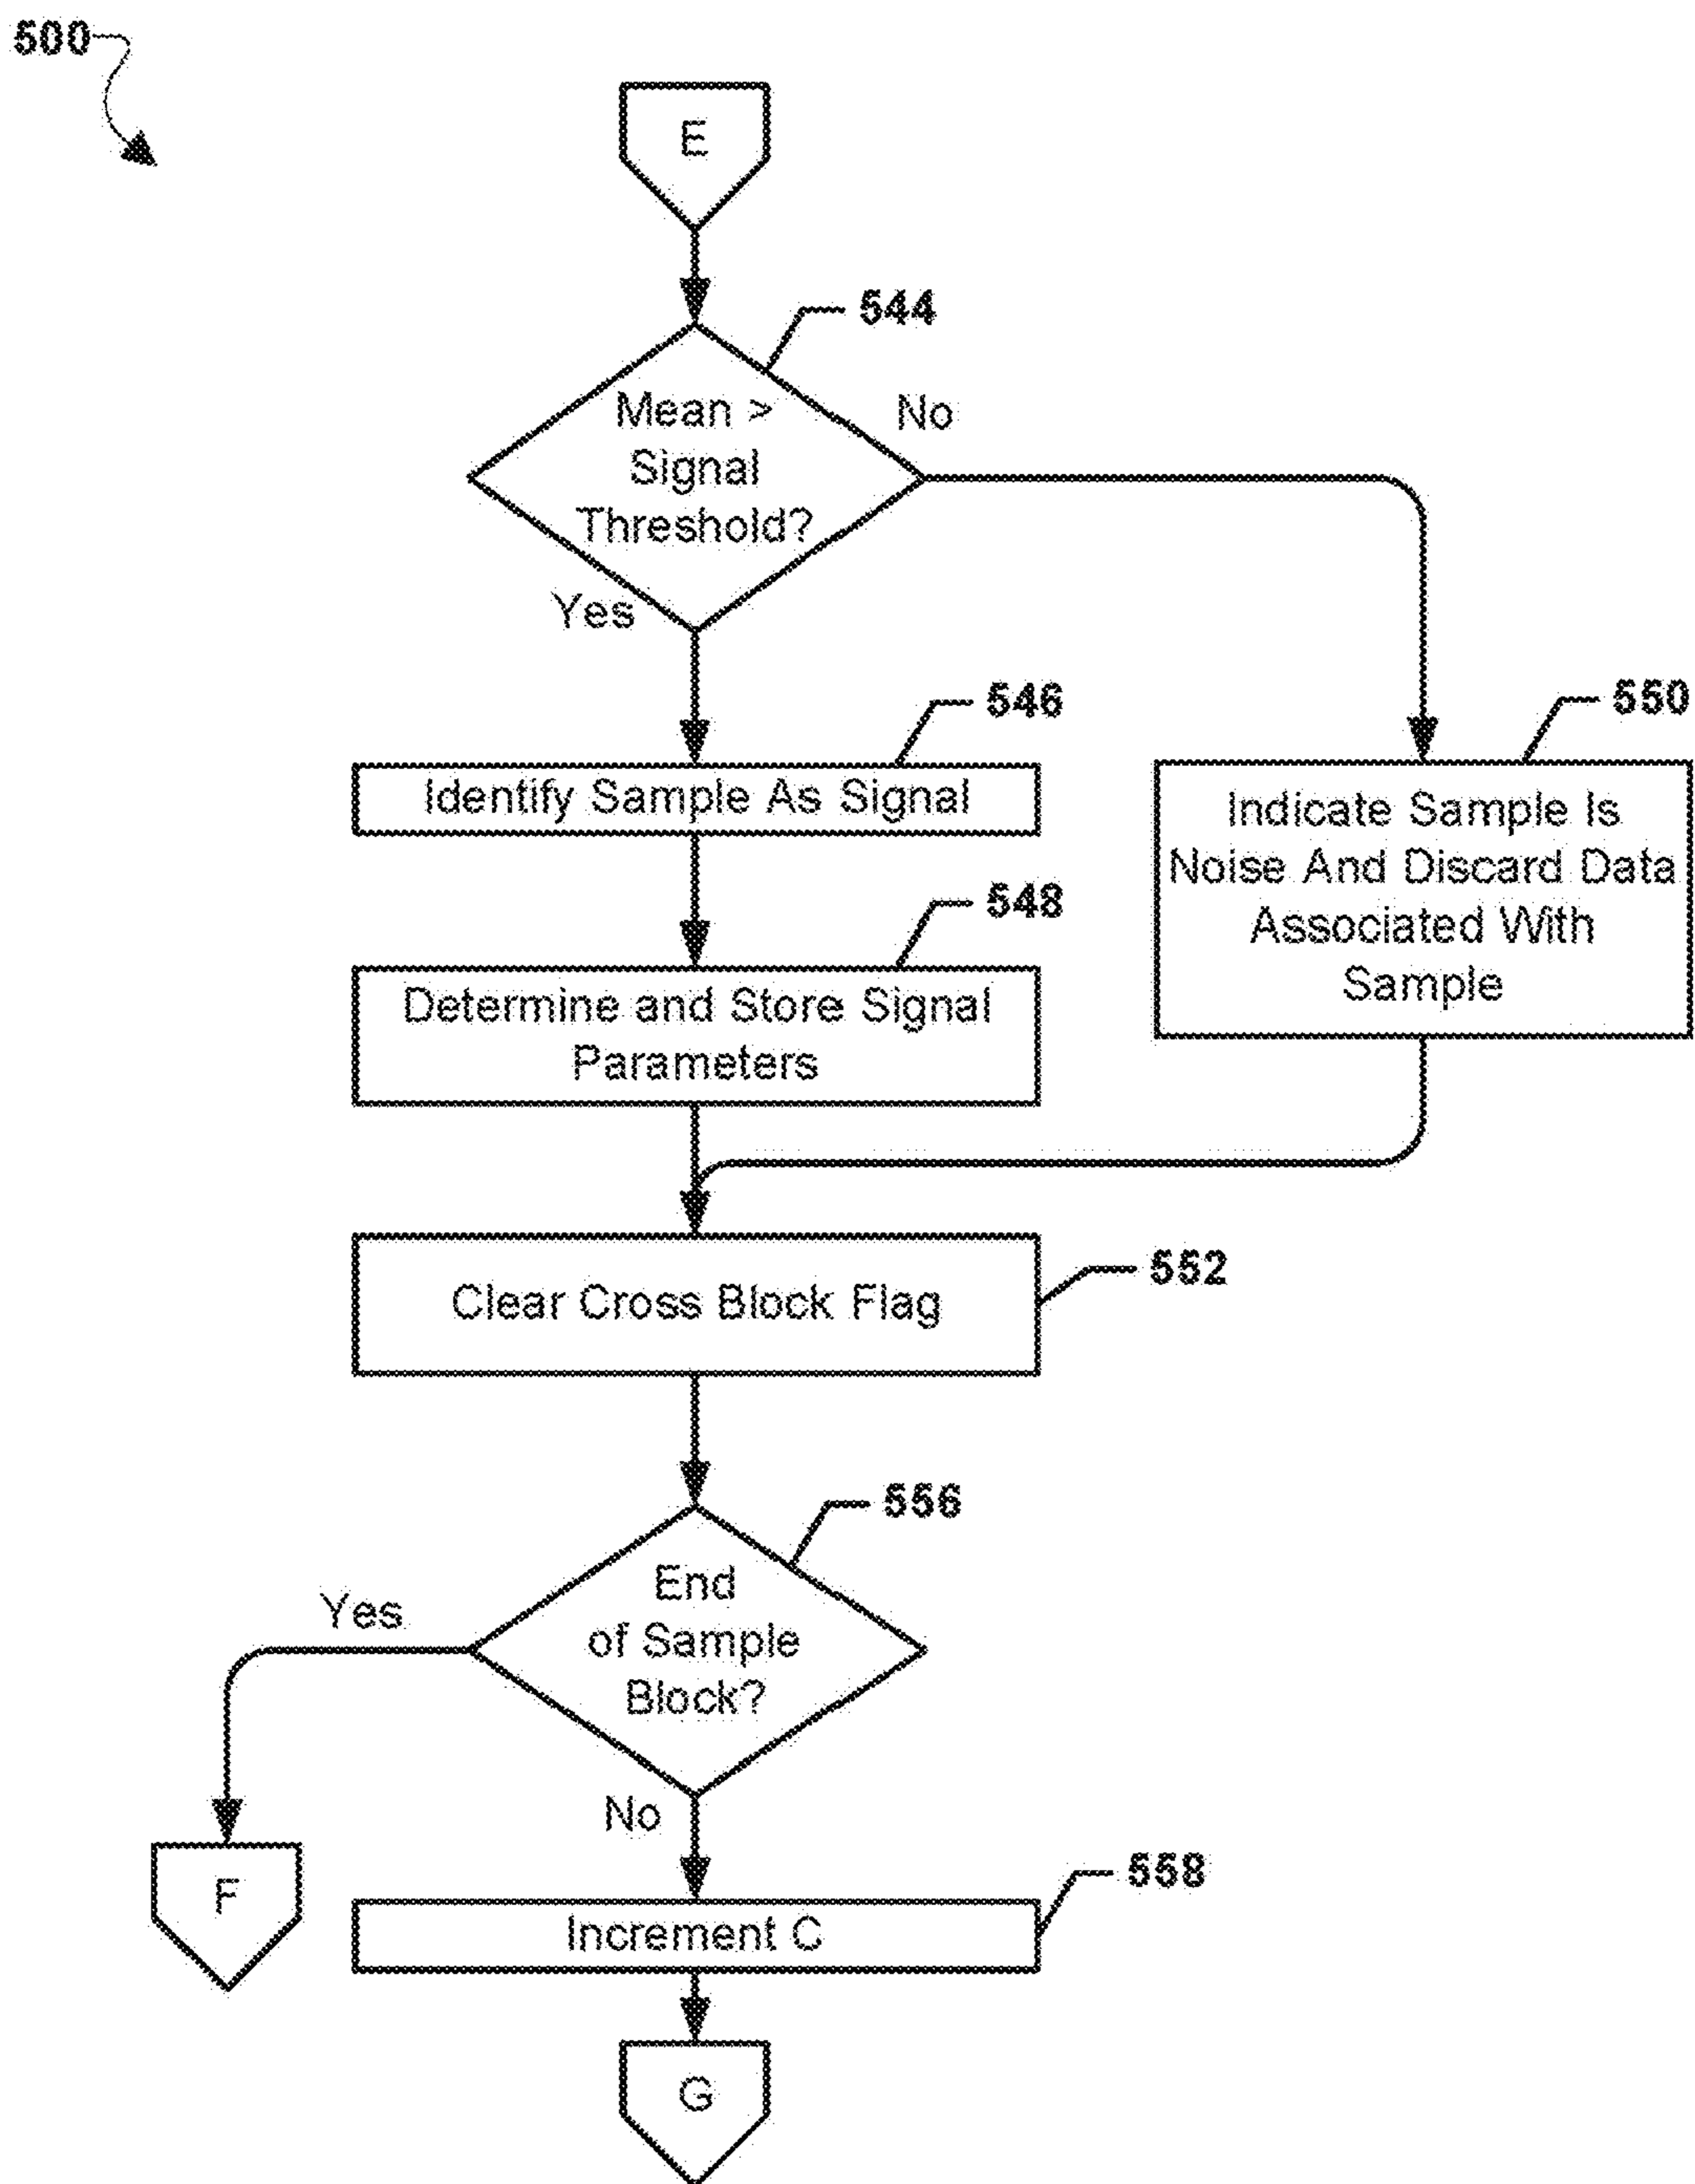 500
E
544
Mean >
Signal
Threshold?
No
Yes
546
Identify Sample As Signal
550
Indicate Sample Is
Noise And Discard Data
Associated With
Sample
548
Determine and Store Signal
Parameters
552
Clear Cross Block Flag
556
End
of Sample
Block?
Yes
No
F
558
Increment C
G